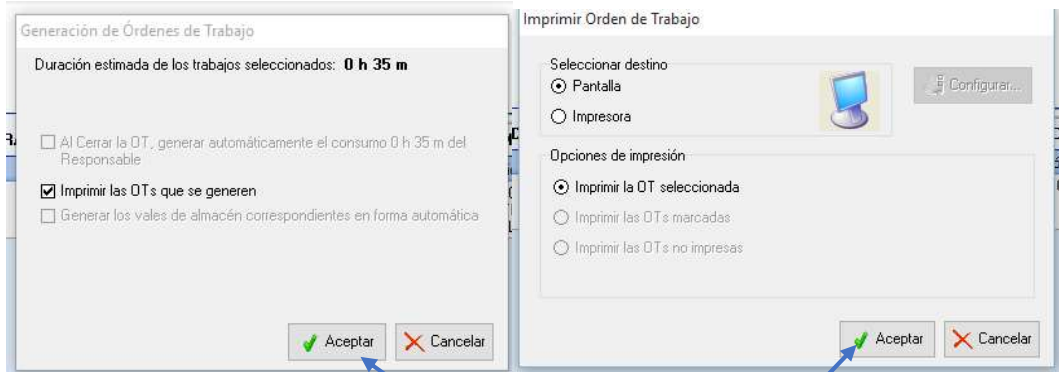 Generación de Órdenes de Trabajo
Duración estimada de los trabajos seleccionados: 0 h 35 m
Al Cerrar la OT, generar automáticamente el consumo 0 h 35 m del
Responsable
Imprimir las OTs que se generen
Generar los vales de almacén correspondientes en forma automática
Aceptar
Cancelar
Imprimir Orden de Trabajo
Seleccionar destino
Pantalla
Impresora
Configurar...
Opciones de impresión
Imprimir la OT seleccionada
Imprimir las OTs marcadas
Imprimir las OTs no impresas
Aceptar
Cancelar